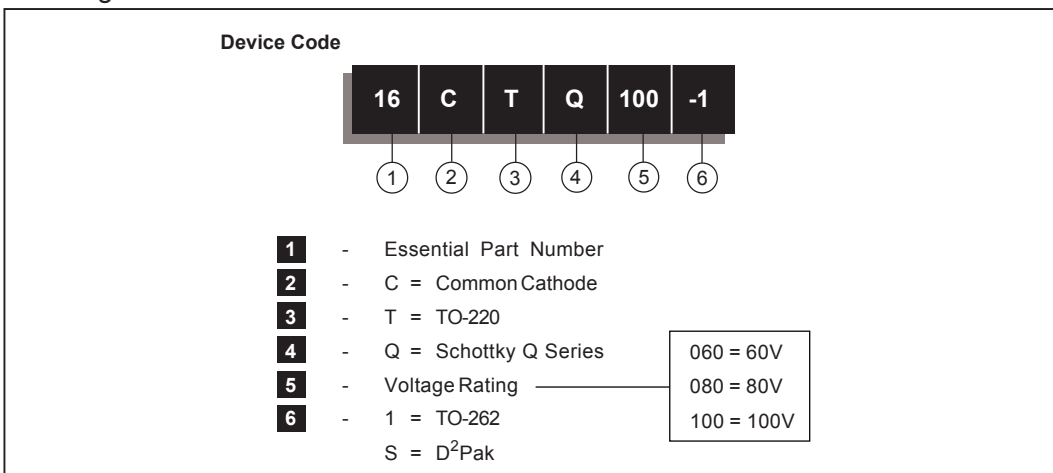 Device Code
16 C T Q 100 -1
1 2 3 4 5 6
1 - Essential Part Number
2 - C = Common Cathode
3 - T = TO-220
4 - Q = Schottky Q Series
5 - Voltage Rating
6 - 1 = TO-262
S = D²Pak
060 = 60V
080 = 80V
100 = 100V